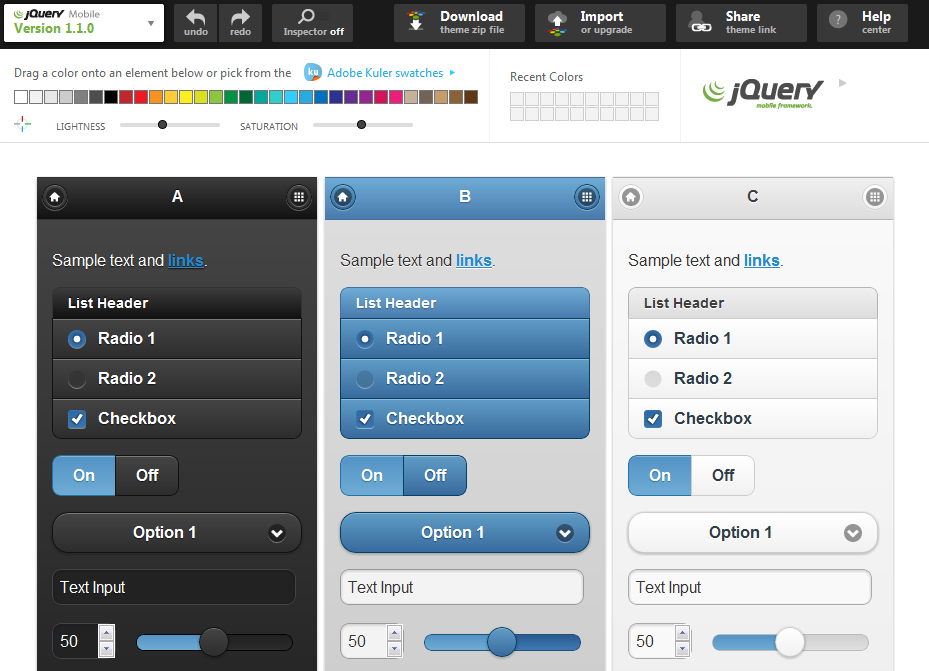 jQuery Mobile
Version 1.1.0
undo
redo
Inspector off
Download
theme zip file
Import
or upgrade
Share
theme link
?
Help
center
Drag a color onto an element below or pick from the
ku
Adobe Kuler swatches
LIGHTNESS
SATURATION
Recent Colors
jQuery
mobile framework.
A
Sample text and links.
List Header
Radio 1
Radio 2
Checkbox
On
Off
Option 1
Text Input
50
B
Sample text and links.
List Header
Radio 1
Radio 2
Checkbox
On
Off
Option 1
Text Input
50
C
Sample text and links.
List Header
Radio 1
Radio 2
Checkbox
On
Off
Option 1
Text Input
50